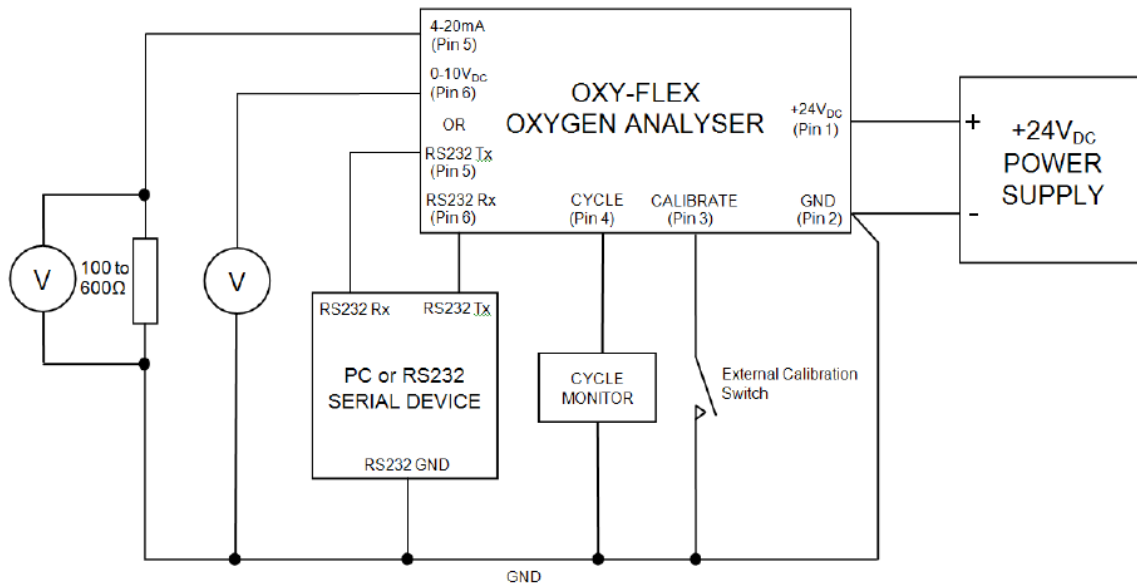 4-20mA
(Pin 5)
0-10VDC
(Pin 6)
OR
RS232 Tx
(Pin 5)
RS232 Rx
(Pin 6)
OXY-FLEX
OXYGEN ANALYSER
+24VDC
(Pin 1)
CYCLE
(Pin 4)
CALIBRATE
(Pin 3)
GND
(Pin 2)
+
-
+24VDC
POWER
SUPPLY
V
100 to
600Ω
V
RS232 Rx
RS232 Tx
PC or RS232
SERIAL DEVICE
RS232 GND
CYCLE
MONITOR
External Calibration
Switch
GND